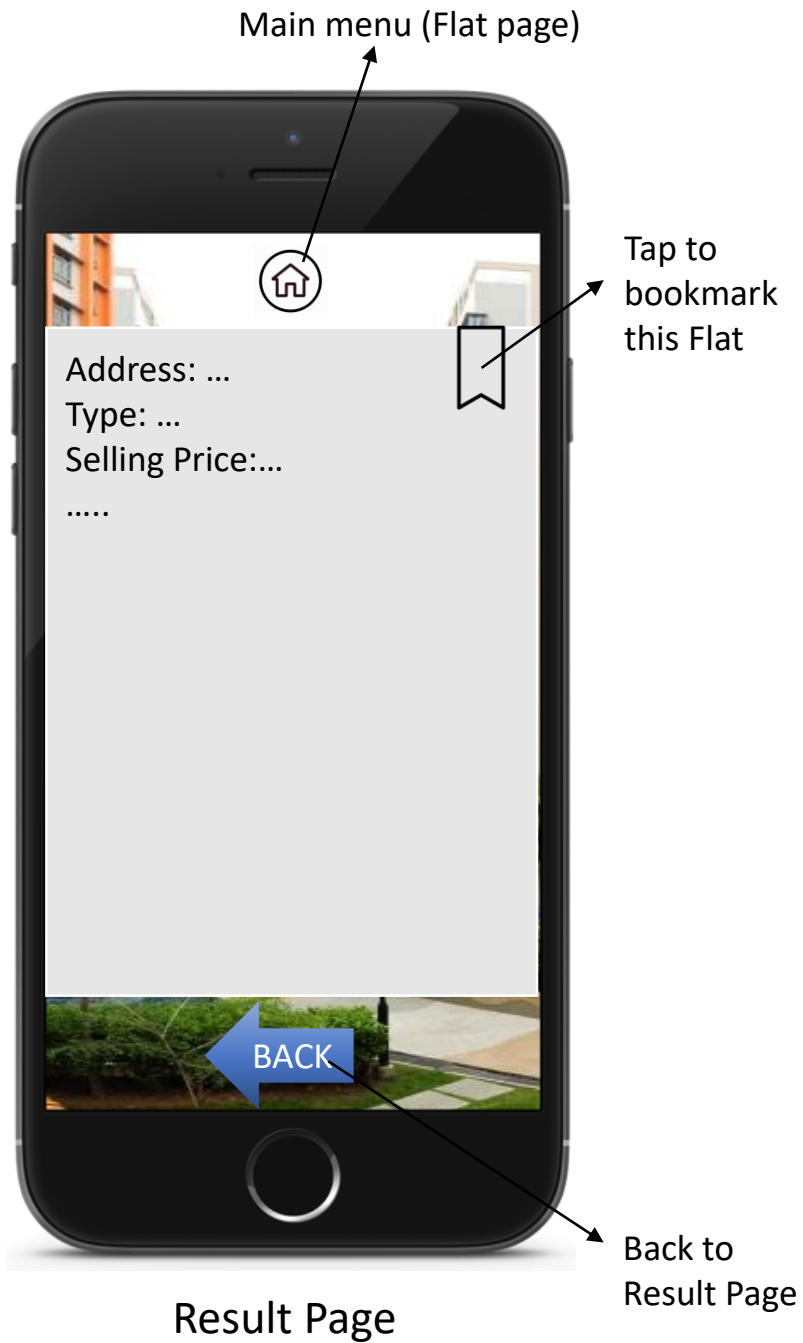 Main menu (Flat page)
Tap to
bookmark
this Flat
Address: …
Type: …
Selling Price:…
…..
BACK
Back to
Result Page
Result Page